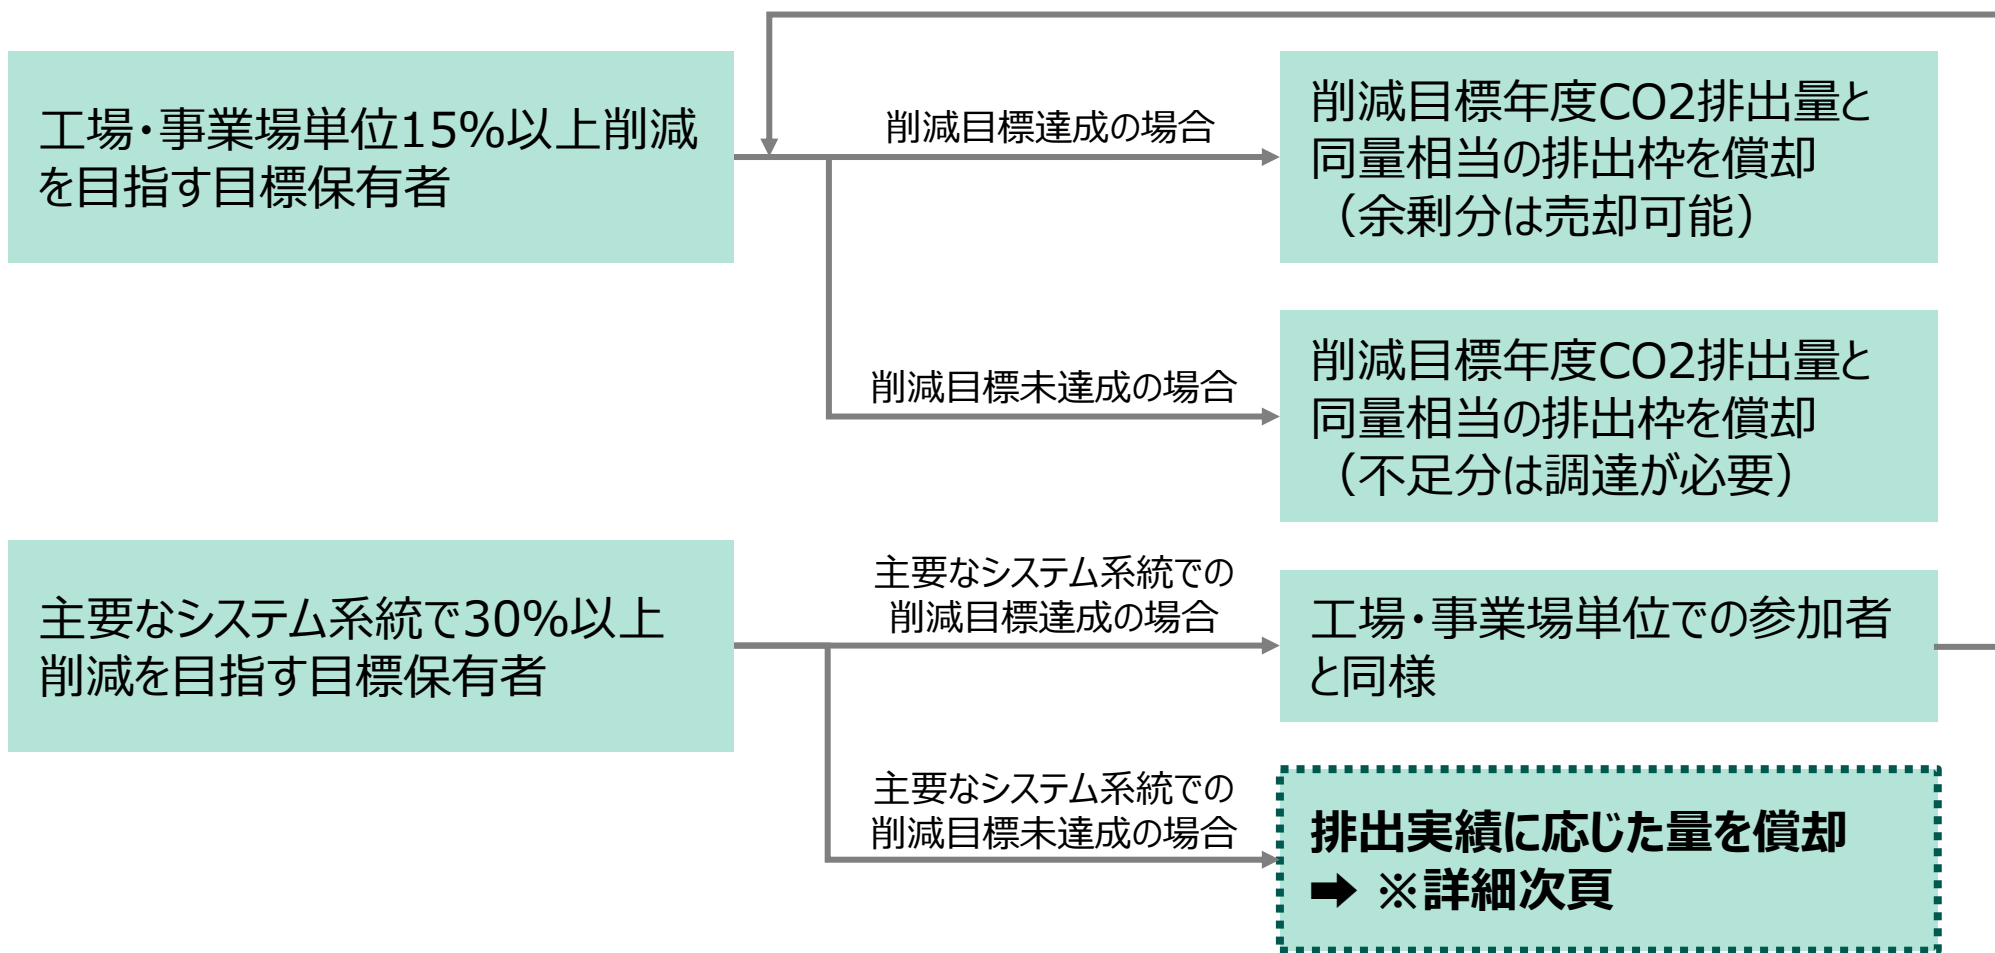 工場・事業場単位15%以上削減
を目指す目標保有者
削減目標達成の場合
削減目標年度CO2排出量と
同量相当の排出枠を償却
（余剰分は売却可能）
削減目標未達成の場合
削減目標年度CO2排出量と
同量相当の排出枠を償却
（不足分は調達が必要）
主要なシステム系統で30%以上
削減を目指す目標保有者
主要なシステム系統での
削減目標達成の場合
工場・事業場単位での参加者
と同様
主要なシステム系統での
削減目標未達成の場合
排出実績に応じた量を償却
➡ ※詳細次頁